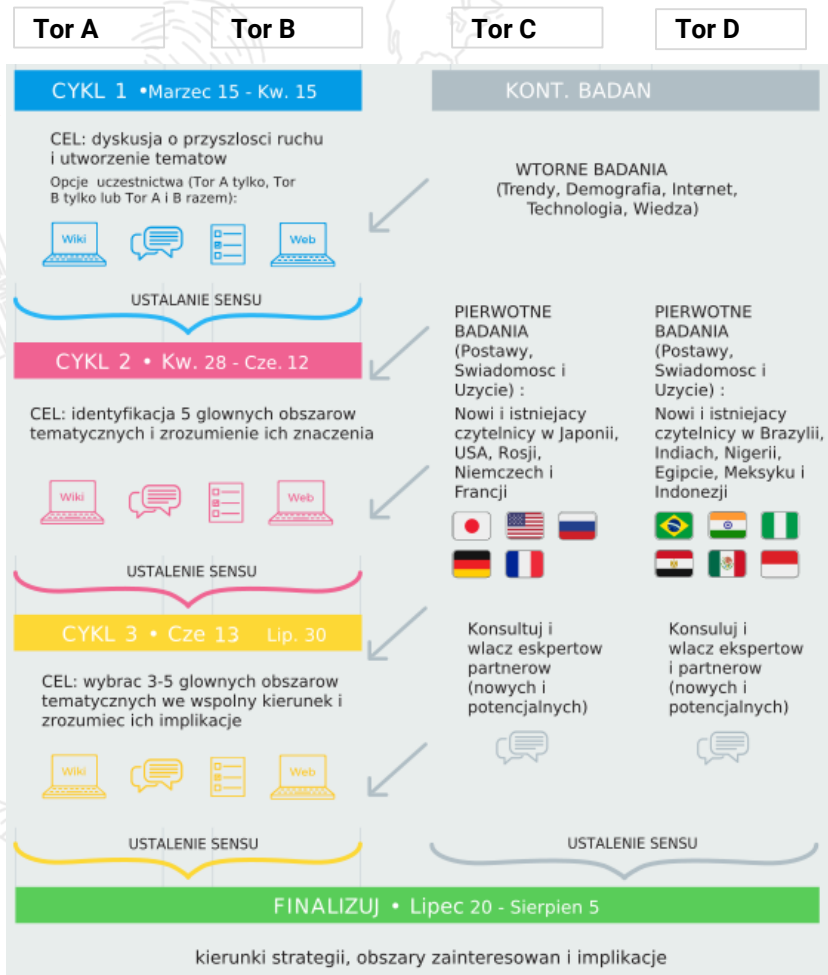 Tor A
Tor B
Tor C
Tor D
CYKL 1 •Marzec 15 - Kw. 15
KONT. BADAN
CEL: dyskusja o przyszlosci ruchu
i utworzenie tematow
Opcje uczestnictwa (Tor A tylko, Tor
B tylko lub Tor A i B razem):
Wiki
Web
WTORNE BADANIA
(Trendy, Demografia, Internet,
Technologia, Wiedza)
USTALANIE SENSU
CYKL 2 • Kw. 28 - Cze. 12
CEL: identyfikacja 5 glownych obszarow
tematycznych i zrozumienie ich znaczenia
Wiki
Web
USTALENIE SENSU
PIERWOTNE
BADANIA
(Postawy,
Swiadomosc i
Uzycie) :
Nowi i istniejacy
czytelnicy w Japonii,
USA, Rosji,
Niemczech i
Francji
PIERWOTNE
BADANIA
(Postawy,
Swiadomosc i
Uzycie) :
Nowi i istniejacy
czytelnicy w Brazylii,
Indiach, Nigerii,
Egipcie, Meksyku i
Indonezji
CYKL 3 • Cze 13 Lip. 30
CEL: wybrac 3-5 glownych obszarow
tematycznych we wspolny kierunek i
zrozumiec ich implikacje
Wiki
Web
USTALENIE SENSU
Konsultuj i
wlacz eskpertow
partnerow
(nowych i
potencjalnych)
Konsuluj i
wlacz ekspertow
i partnerow
(nowych i
potencjalnych)
USTALENIE SENSU
FINALIZUJ • Lipec 20 - Sierpien 5
kierunki strategii, obszary zainteresowan i implikacje